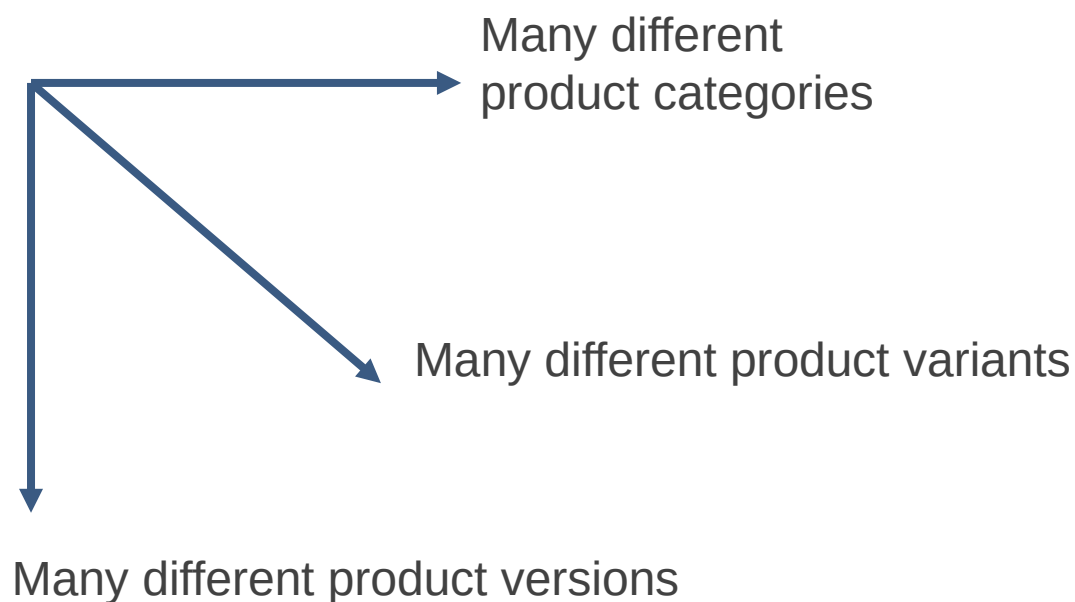 Many different
product categories
Many different product variants
Many different product versions